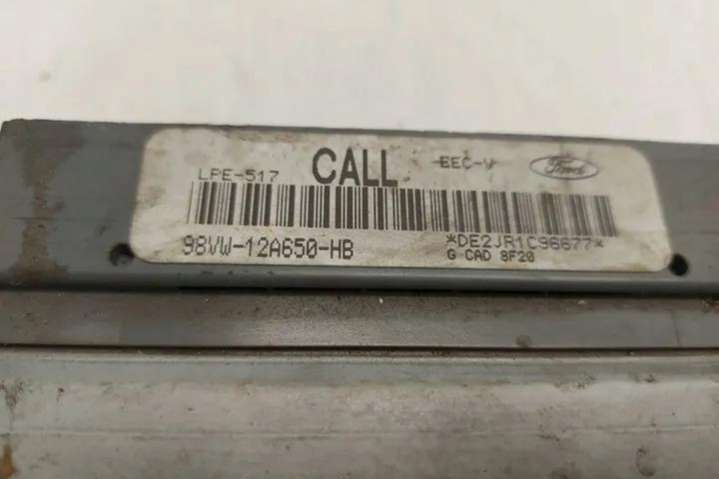 LPE-517 CALL EEC-V Ford
98VW-12A650-HB *DE2JR1C96677*
G CAD 8F20